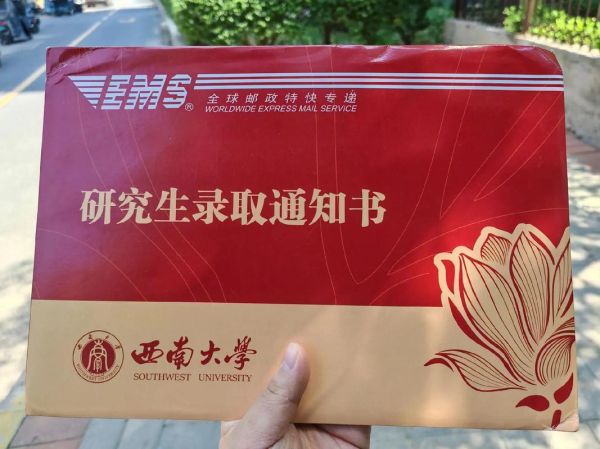 EMS®
全球邮政特快专递
WORLDWIDE EXPRESS MAIL SERVICE
研究生录取通知书
西南大學
SOUTHWEST UNIVERSITY